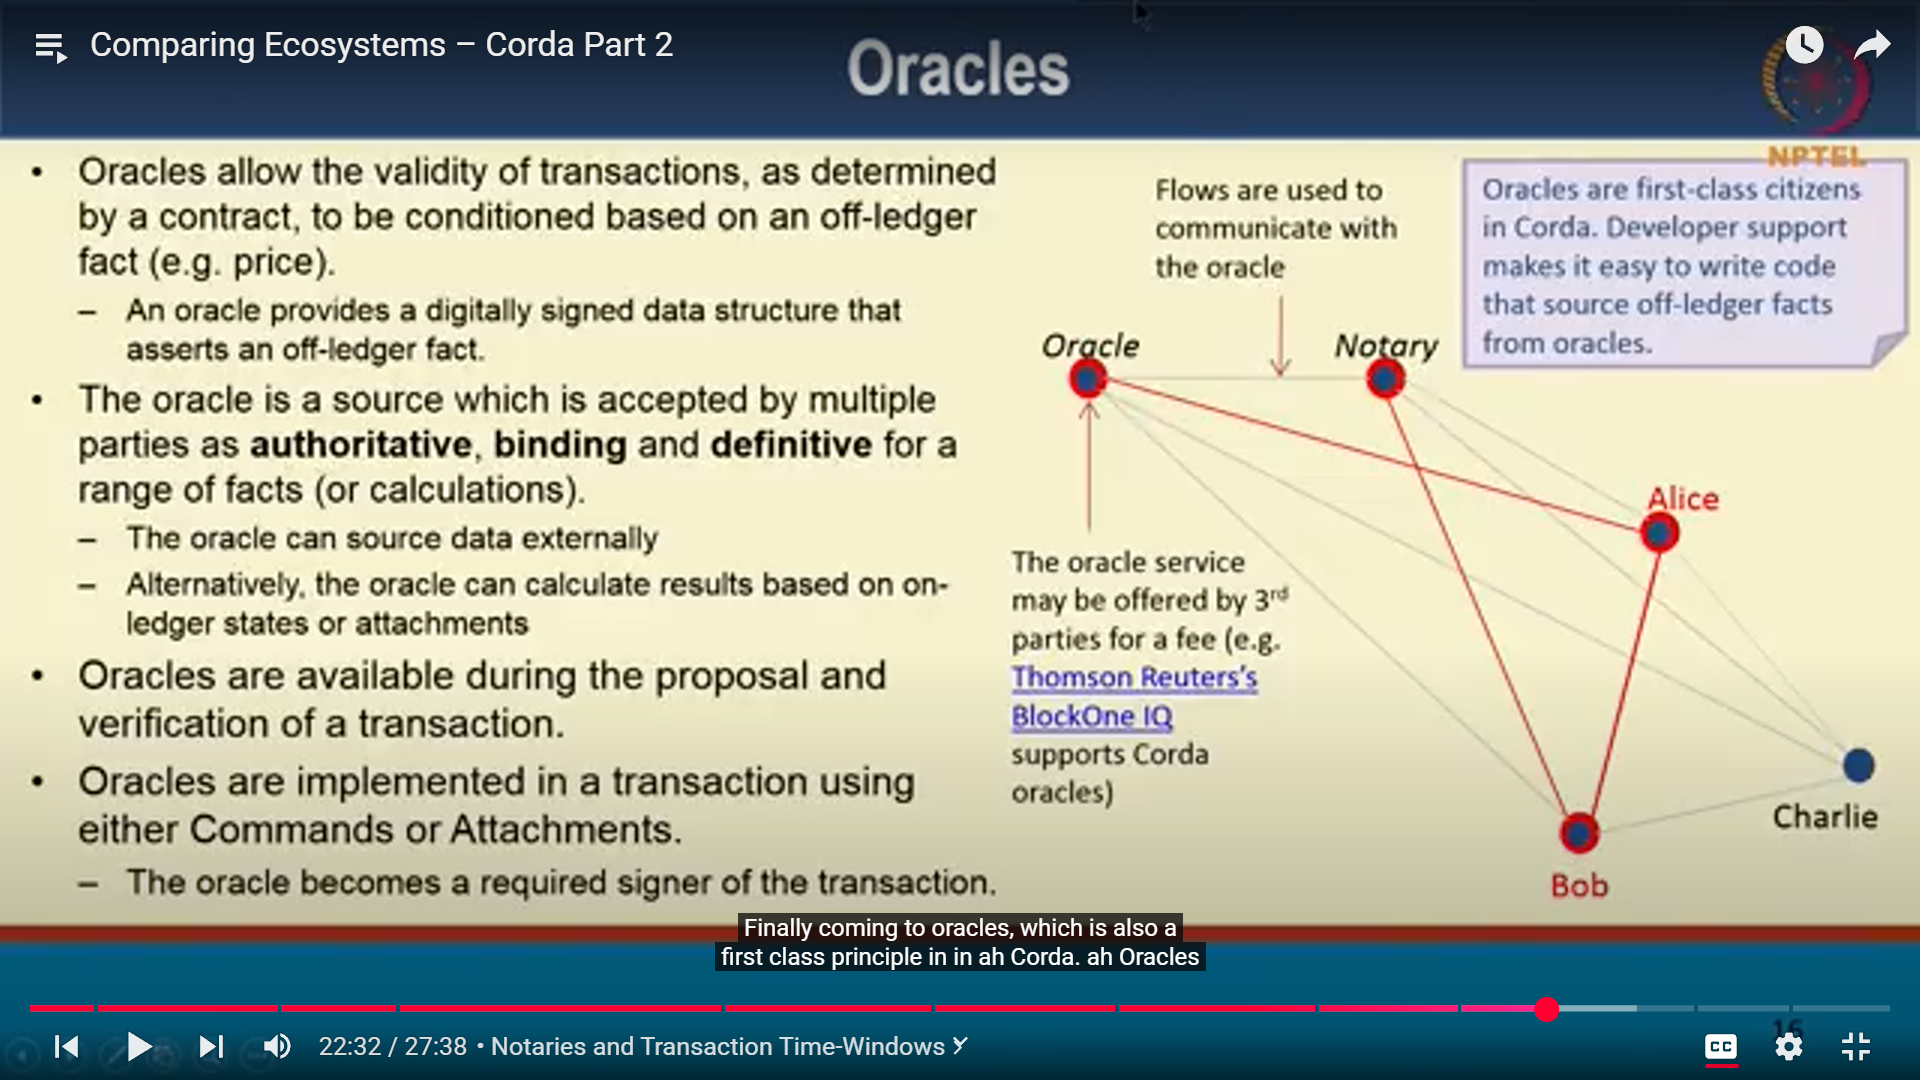 Comparing Ecosystems – Corda Part 2
Oracles
NPTEL
• Oracles allow the validity of transactions, as determined
by a contract, to be conditioned based on an off-ledger
fact (e.g. price).
– An oracle provides a digitally signed data structure that
asserts an off-ledger fact.
• The oracle is a source which is accepted by multiple
parties as authoritative, binding and definitive for a
range of facts (or calculations).
– The oracle can source data externally
– Alternatively, the oracle can calculate results based on on-
ledger states or attachments
• Oracles are available during the proposal and
verification of a transaction.
• Oracles are implemented in a transaction using
either Commands or Attachments.
– The oracle becomes a required signer of the transaction.
Flows are used to
communicate with
the oracle
Oracles are first-class citizens
in Corda. Developer support
makes it easy to write code
that source off-ledger facts
from oracles.
Oracle
Notary
Alice
The oracle service
may be offered by 3rd
parties for a fee (e.g.
Thomson Reuters's
BlockOne IQ
supports Corda
oracles)
Charlie
Bob
Finally coming to oracles, which is also a
first class principle in in ah Corda. ah Oracles
16
22:32 / 27:38 • Notaries and Transaction Time-Windows
CC